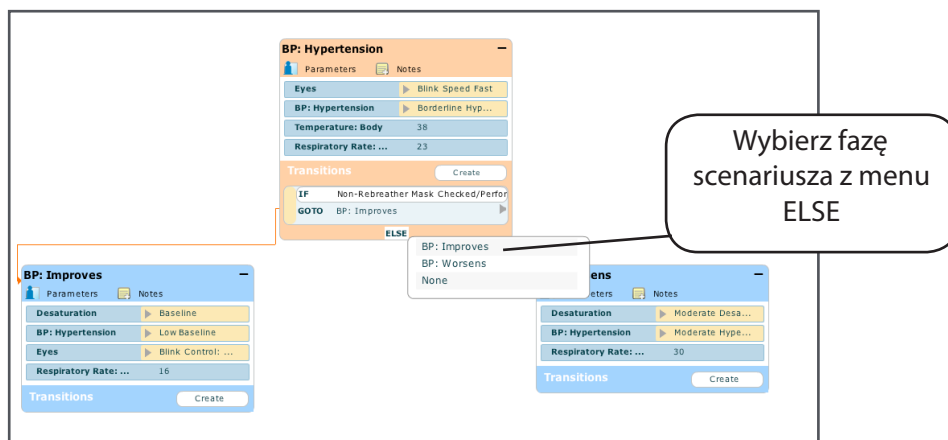 BP: Hypertension
Parameters Notes
Eyes Blink Speed Fast
BP: Hypertension Borderline Hyp...
Temperature: Body 38
Respiratory Rate: ... 23
Transitions Create
IF Non-Rebreather Mask Checked/Perfor
GOTO BP: Improves
ELSE
BP: Improves
BP: Worsens
None
Wybierz fazę
scenariusza z menu
ELSE
BP: Improves
Parameters Notes
Desaturation Baseline
BP: Hypertension Low Baseline
Eyes Blink Control: ...
Respiratory Rate: ... 16
Transitions Create
ens
eters Notes
Desaturation Moderate Desa...
BP: Hypertension Moderate Hype...
Respiratory Rate: ... 30
Transitions Create